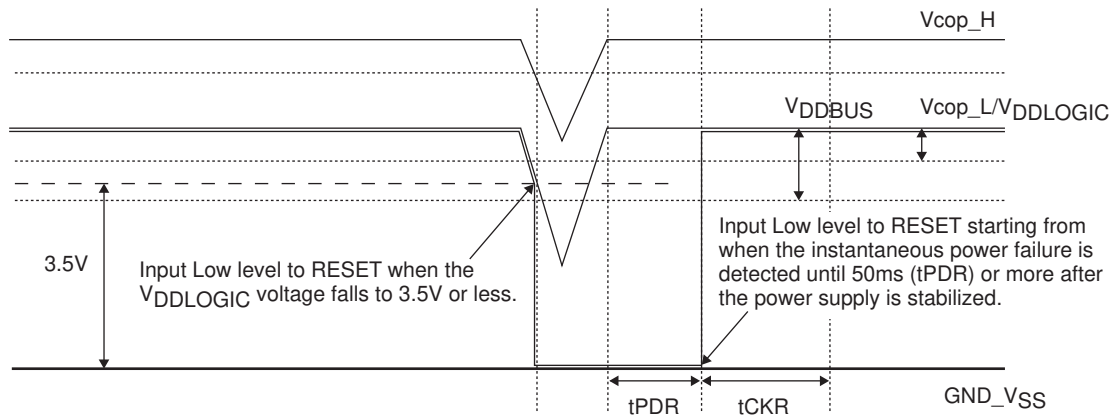 Vcop_H
VDDBUS
Vcop_L/VDDLOGIC
3.5V
Input Low level to RESET when the
VDDLOGIC voltage falls to 3.5V or less.
Input Low level to RESET starting from
when the instantaneous power failure is
detected until 50ms (tPDR) or more after
the power supply is stabilized.
tPDR
tCKR
GND_VSS